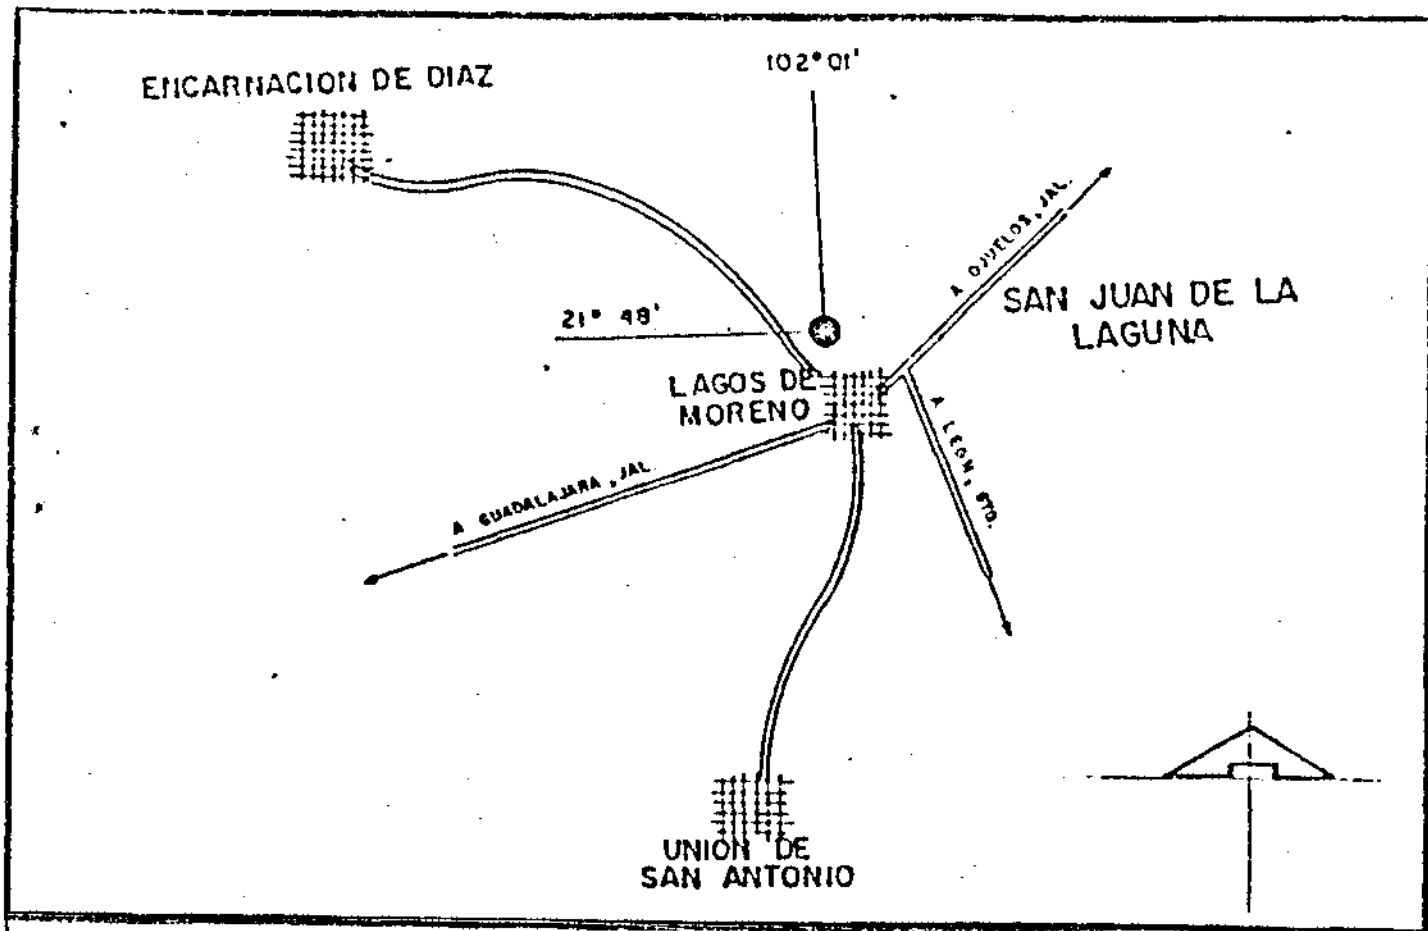 ENCARNACION DE DIAZ
102° 01'
A OJUELOS, JAL.
SAN JUAN DE LA
LAGUNA
21° 48'
LAGOS DE
MORENO
A LEON, GTO.
A GUADALAJARA, JAL.
UNION DE
SAN ANTONIO